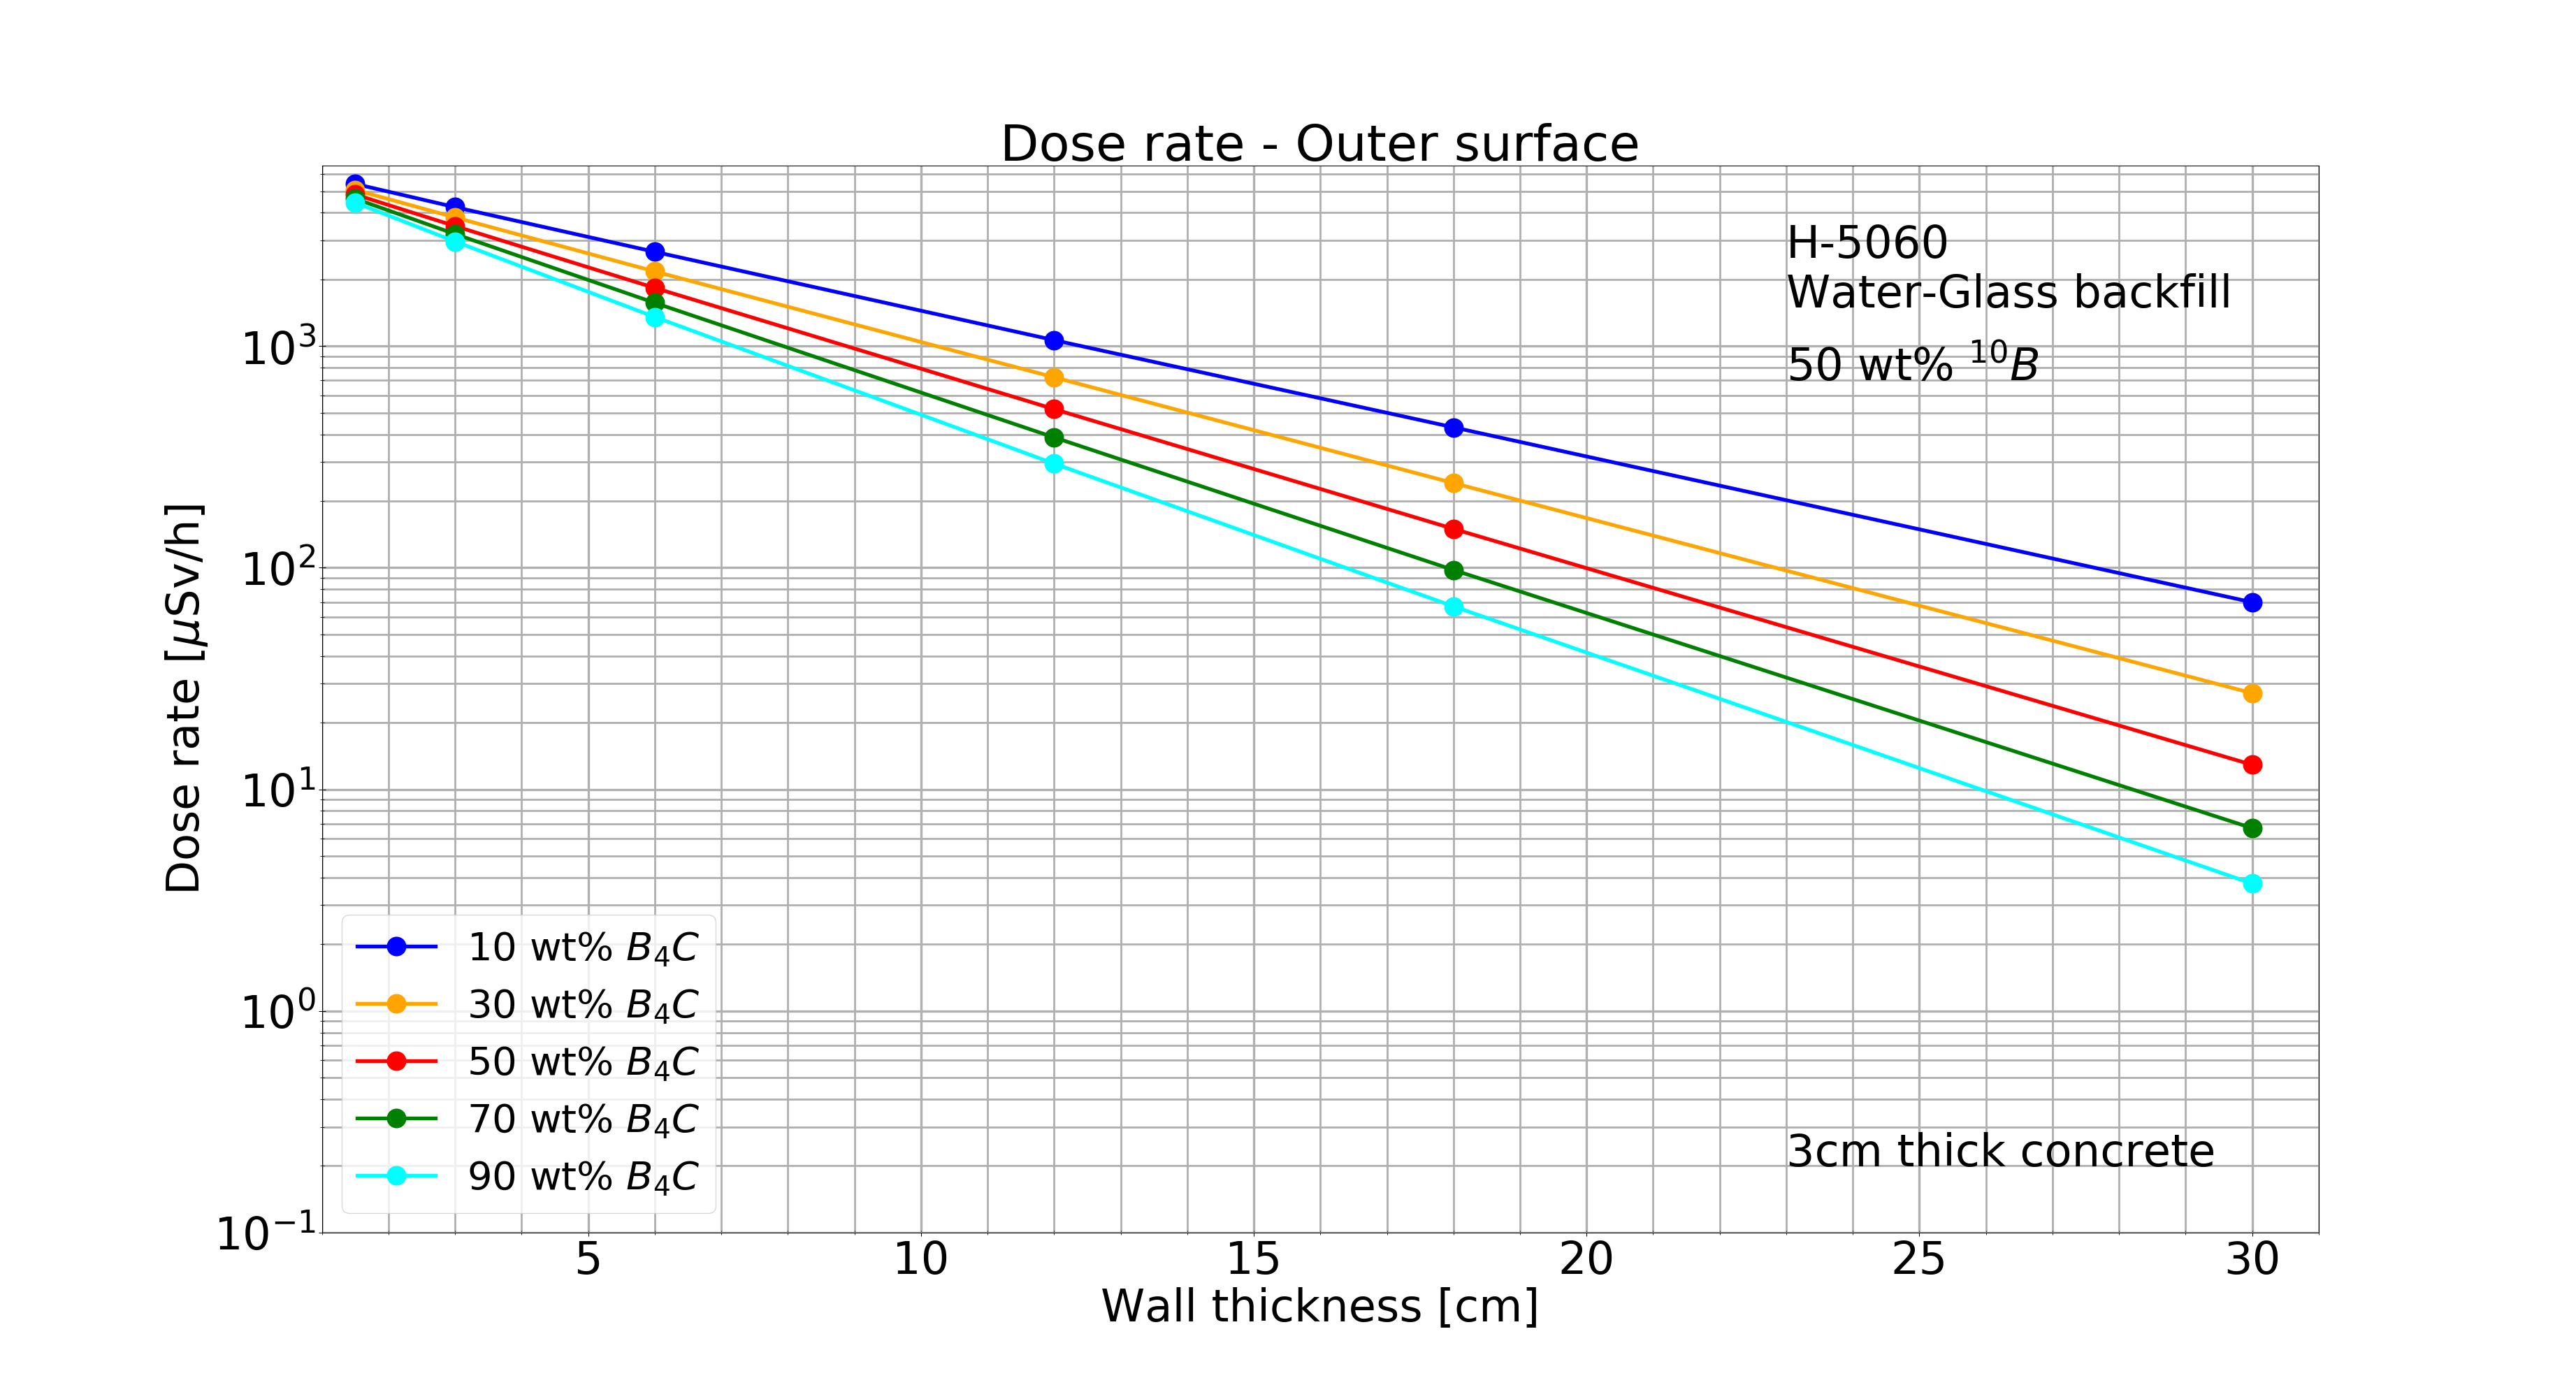 Dose rate - Outer surface
H-5060
Water-Glass backfill
50 wt% ¹⁰B
3cm thick concrete
Dose rate [μSv/h]
10³
10²
10¹
10⁰
10⁻¹
10 wt% B₄C
30 wt% B₄C
50 wt% B₄C
70 wt% B₄C
90 wt% B₄C
5 10 15 20 25 30
Wall thickness [cm]